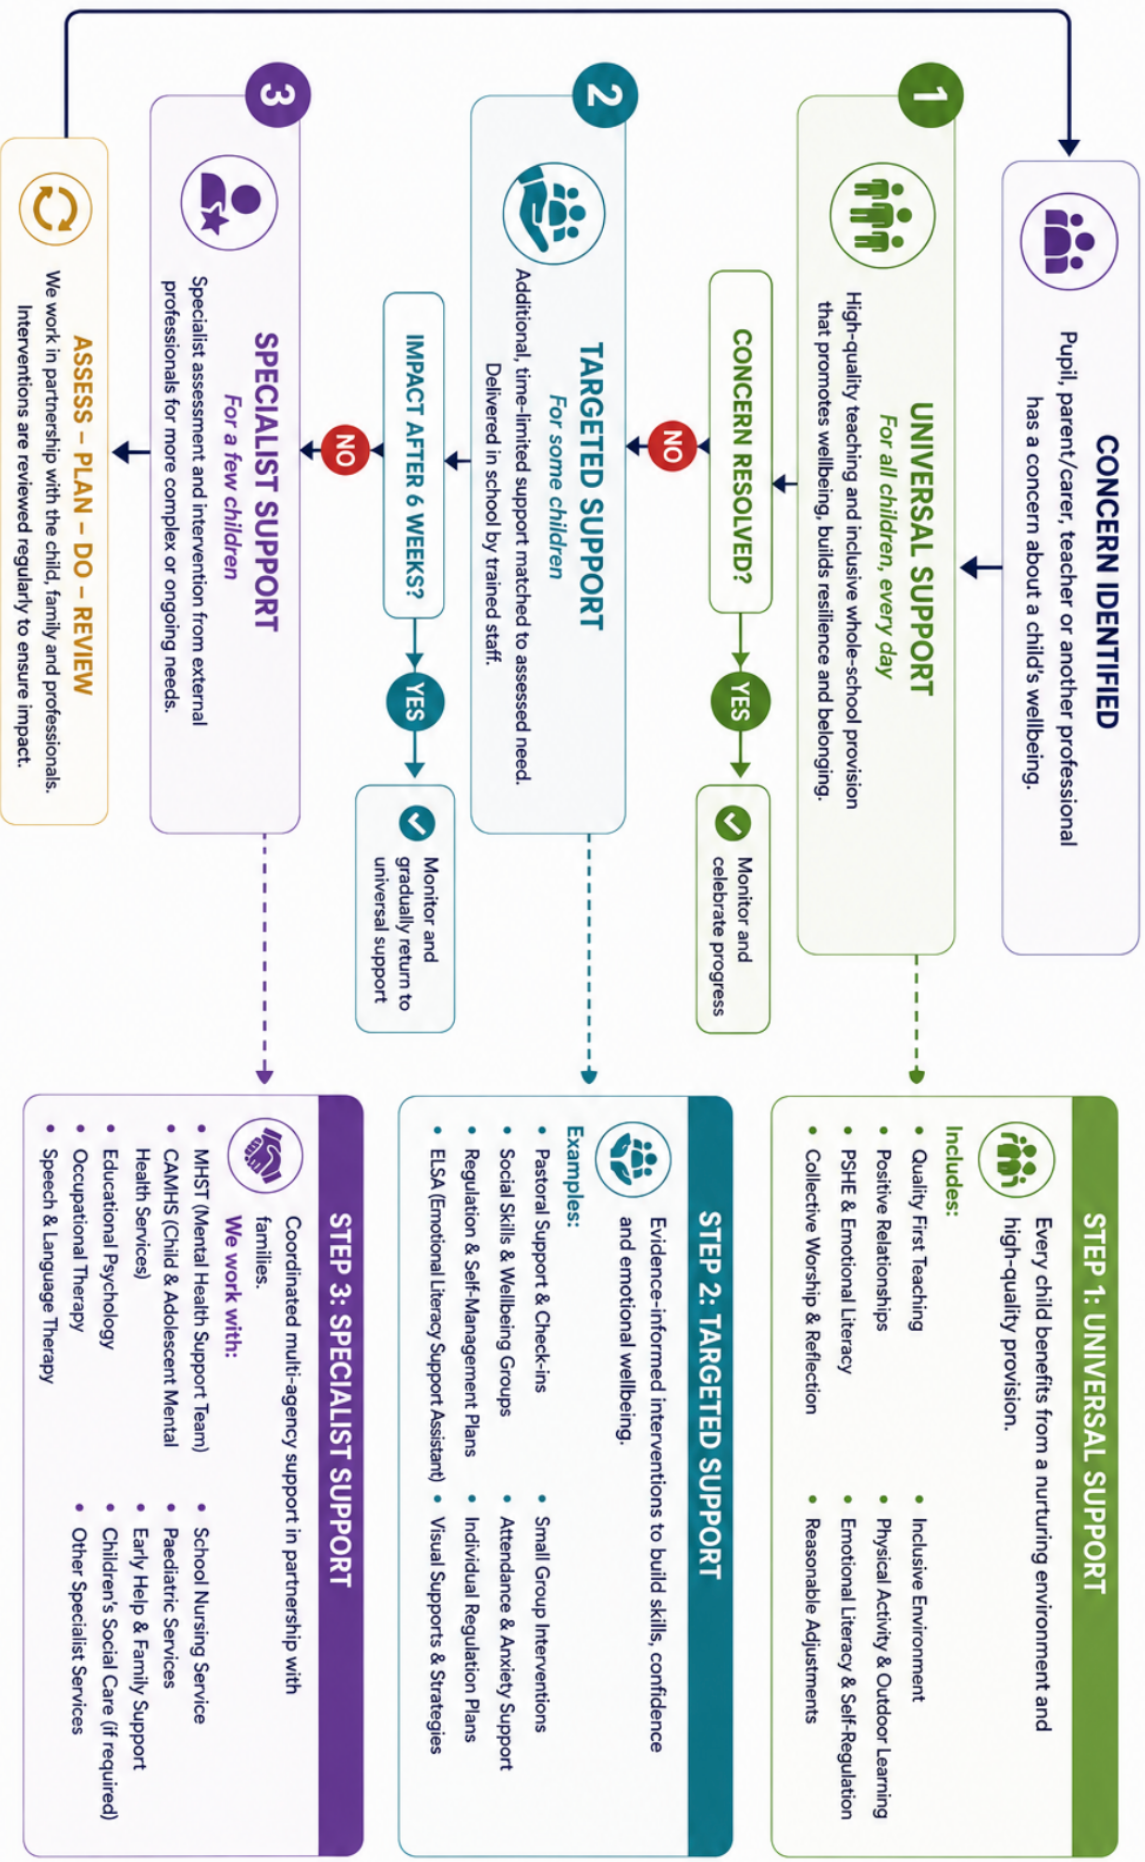 CONCERN IDENTIFIED
Pupil, parent/carer, teacher or another professional
has a concern about a child's wellbeing.
1
UNIVERSAL SUPPORT
For all children, every day
High-quality teaching and inclusive whole-school provision
that promotes wellbeing, builds resilience and belonging.
CONCERN RESOLVED?
YES
Monitor and
celebrate progress
NO
2
TARGETED SUPPORT
For some children
Additional, time-limited support matched to assessed need.
Delivered in school by trained staff.
IMPACT AFTER 6 WEEKS?
YES
Monitor and
gradually return to
universal support
NO
3
SPECIALIST SUPPORT
For a few children
Specialist assessment and intervention from external
professionals for more complex or ongoing needs.
ASSESS – PLAN – DO – REVIEW
We work in partnership with the child, family and professionals.
Interventions are reviewed regularly to ensure impact.
STEP 1: UNIVERSAL SUPPORT
Every child benefits from a nurturing environment and
high-quality provision.
Includes:
• Quality First Teaching
• Positive Relationships
• PSHE & Emotional Literacy
• Collective Worship & Reflection
• Inclusive Environment
• Physical Activity & Outdoor Learning
• Emotional Literacy & Self-Regulation
• Reasonable Adjustments
STEP 2: TARGETED SUPPORT
Evidence-informed interventions to build skills, confidence
and emotional wellbeing.
Examples:
• Pastoral Support & Check-ins
• Social Skills & Wellbeing Groups
• Regulation & Self-Management Plans
• ELSA (Emotional Literacy Support Assistant)
• Small Group Interventions
• Attendance & Anxiety Support
• Individual Regulation Plans
• Visual Supports & Strategies
STEP 3: SPECIALIST SUPPORT
Coordinated multi-agency support in partnership with
families.
We work with:
• MHST (Mental Health Support Team)
• CAMHS (Child & Adolescent Mental
Health Services)
• Educational Psychology
• Occupational Therapy
• Speech & Language Therapy
• School Nursing Service
• Paediatric Services
• Early Help & Family Support
• Children's Social Care (if required)
• Other Specialist Services